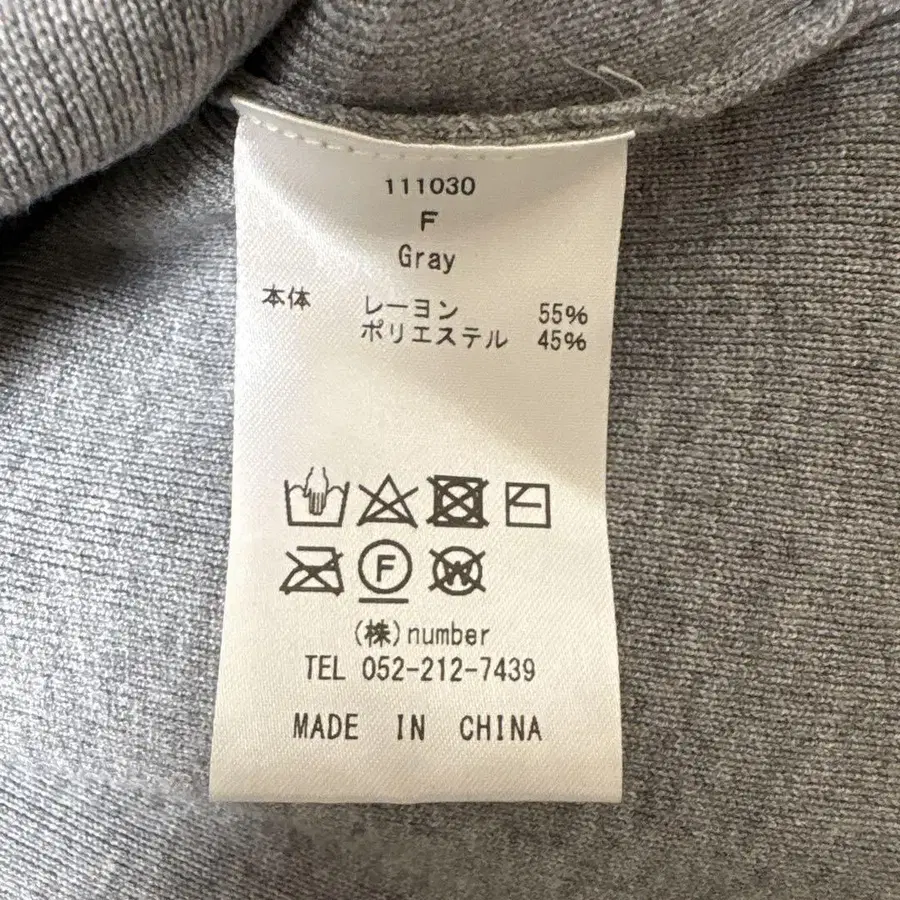 111030
F
Gray
本体 レーヨン 55%
ポリエステル 45%
F
W
(株)number
TEL 052-212-7439
MADE IN CHINA